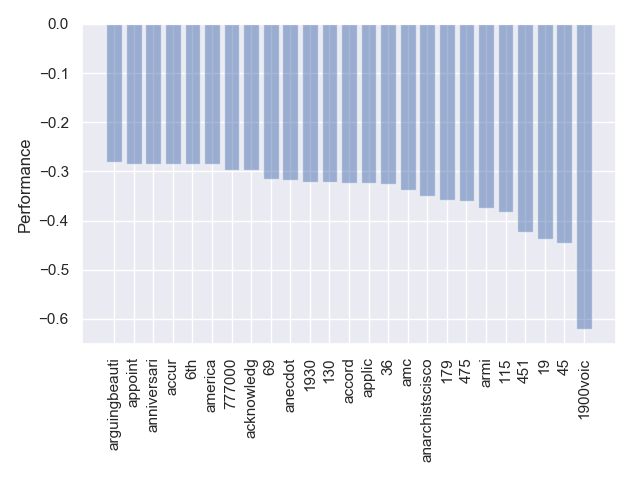 0.0
−0.1
−0.2
−0.3
−0.4
−0.5
−0.6
Performance
arguingbeauti
appoint
anniversari
accur
6th
america
777000
acknowledg
69
anecdot
1930
130
accord
applic
36
amc
anarchistscisco
179
475
armi
115
451
19
45
1900voic